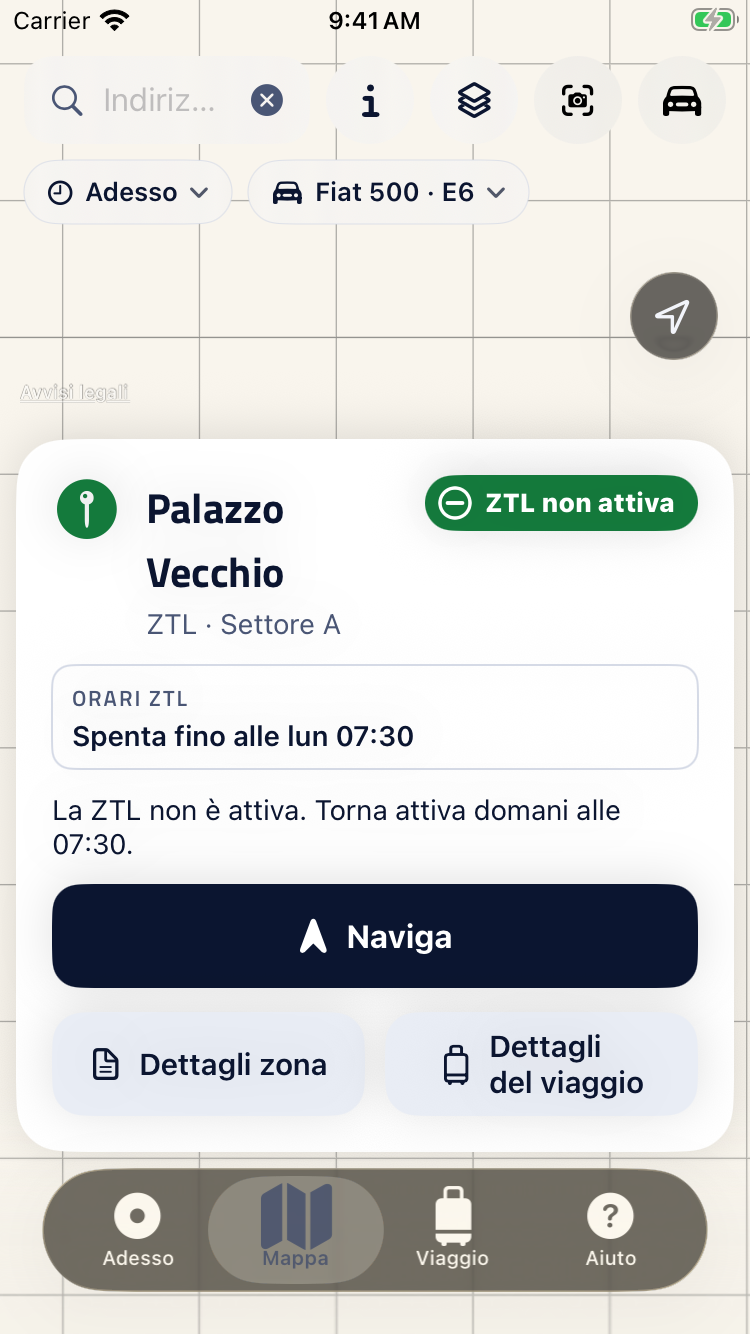 Carrier 9:41 AM
Indiriz...
Adesso Fiat 500 · E6
Avvisi legali
Palazzo
Vecchio
ZTL non attiva
ZTL · Settore A
ORARI ZTL
Spenta fino alle lun 07:30
La ZTL non è attiva. Torna attiva domani alle
07:30.
Naviga
Dettagli zona
Dettagli
del viaggio
Adesso Mappa Viaggio Aiuto